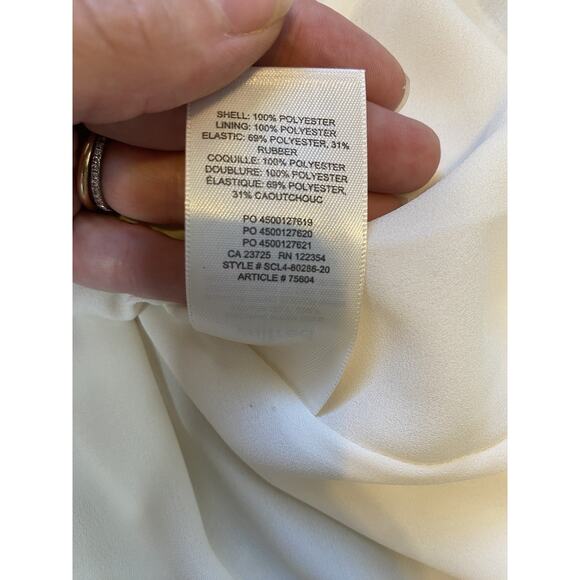 SHELL: 100% POLYESTER
LINING: 100% POLYESTER
ELASTIC: 69% POLYESTER, 31%
RUBBER
COQUILLE: 100% POLYESTER
DOUBLURE: 100% POLYESTER
ÉLASTIQUE: 69% POLYESTER,
31% CAOUTCHOUC
PO 4500127619
PO 4500127620
PO 4500127621
CA 23725 RN 122354
STYLE # SCL4-80286-20
ARTICLE # 75604